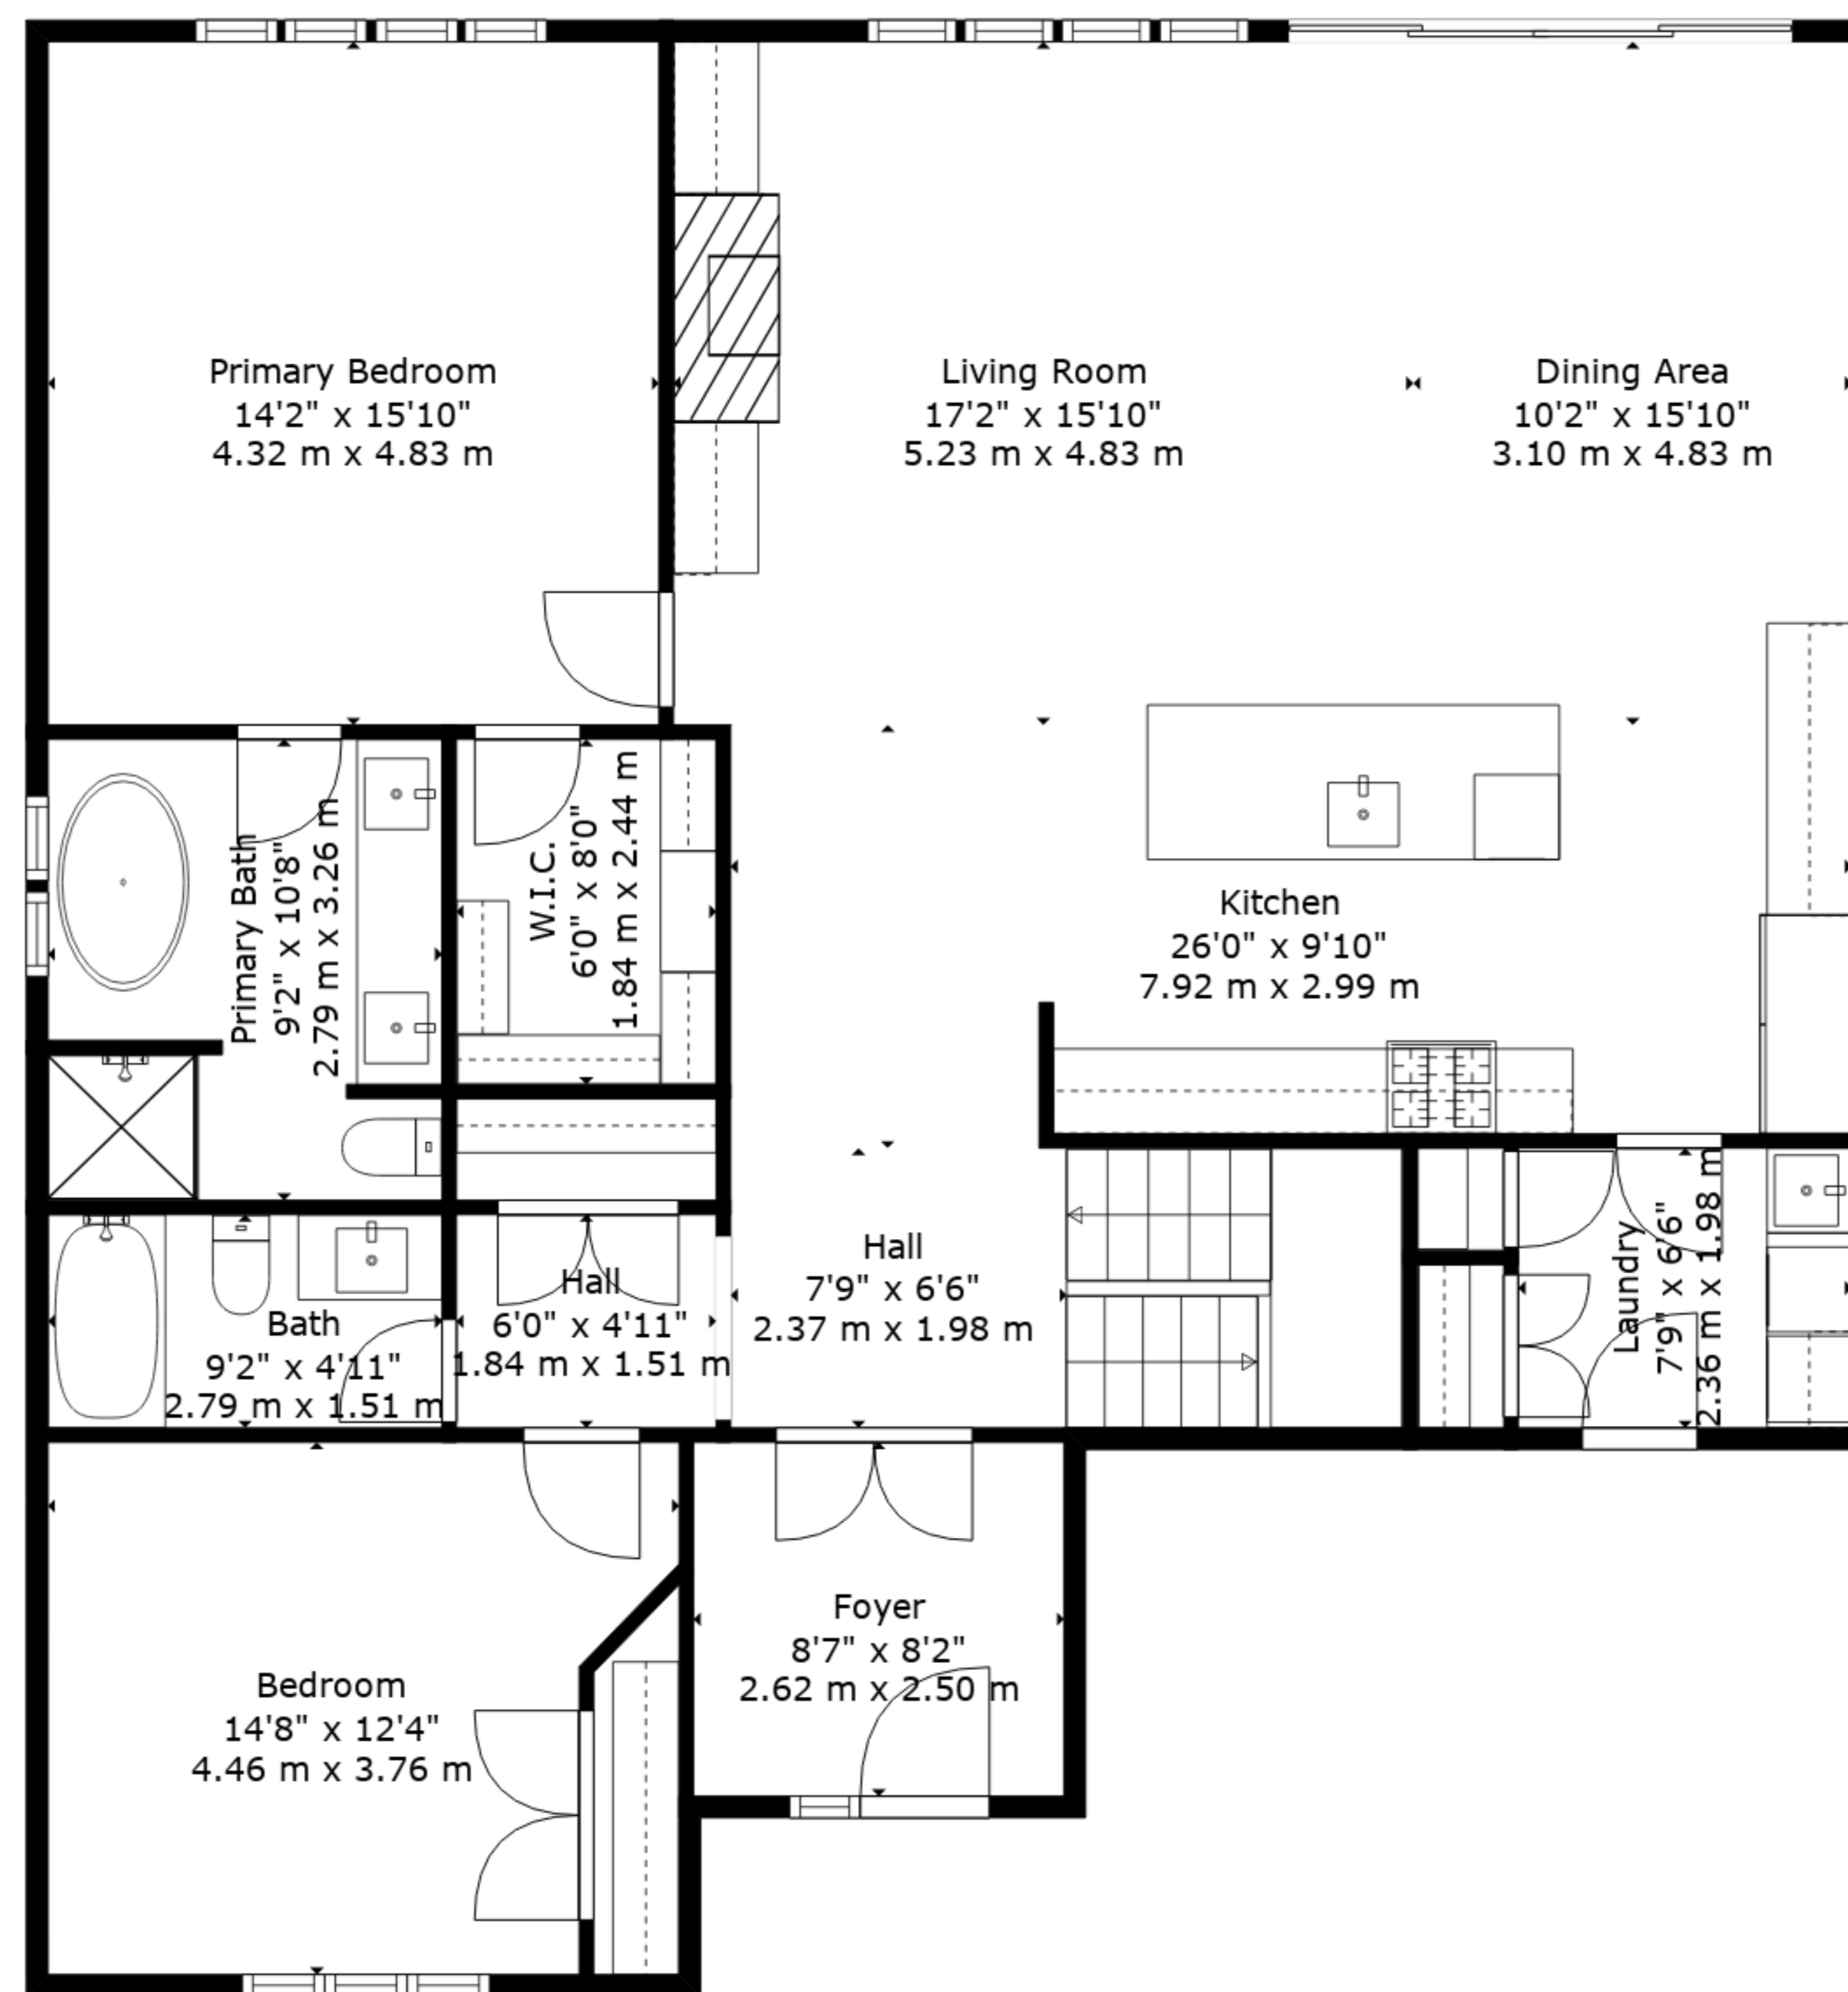 Primary Bedroom
14'2" x 15'10"
4.32 m x 4.83 m
Living Room
17'2" x 15'10"
5.23 m x 4.83 m
Dining Area
10'2" x 15'10"
3.10 m x 4.83 m
Primary Bath
9'2" x 10'8"
2.79 m x 3.26 m
W.I.C.
6'0" x 8'0"
1.84 m x 2.44 m
Kitchen
26'0" x 9'10"
7.92 m x 2.99 m
Bath
9'2" x 4'11"
2.79 m x 1.51 m
Hall
6'0" x 4'11"
1.84 m x 1.51 m
Hall
7'9" x 6'6"
2.37 m x 1.98 m
Laundry
7'9" x 6'6"
2.36 m x 1.98 m
Bedroom
14'8" x 12'4"
4.46 m x 3.76 m
Foyer
8'7" x 8'2"
2.62 m x 2.50 m